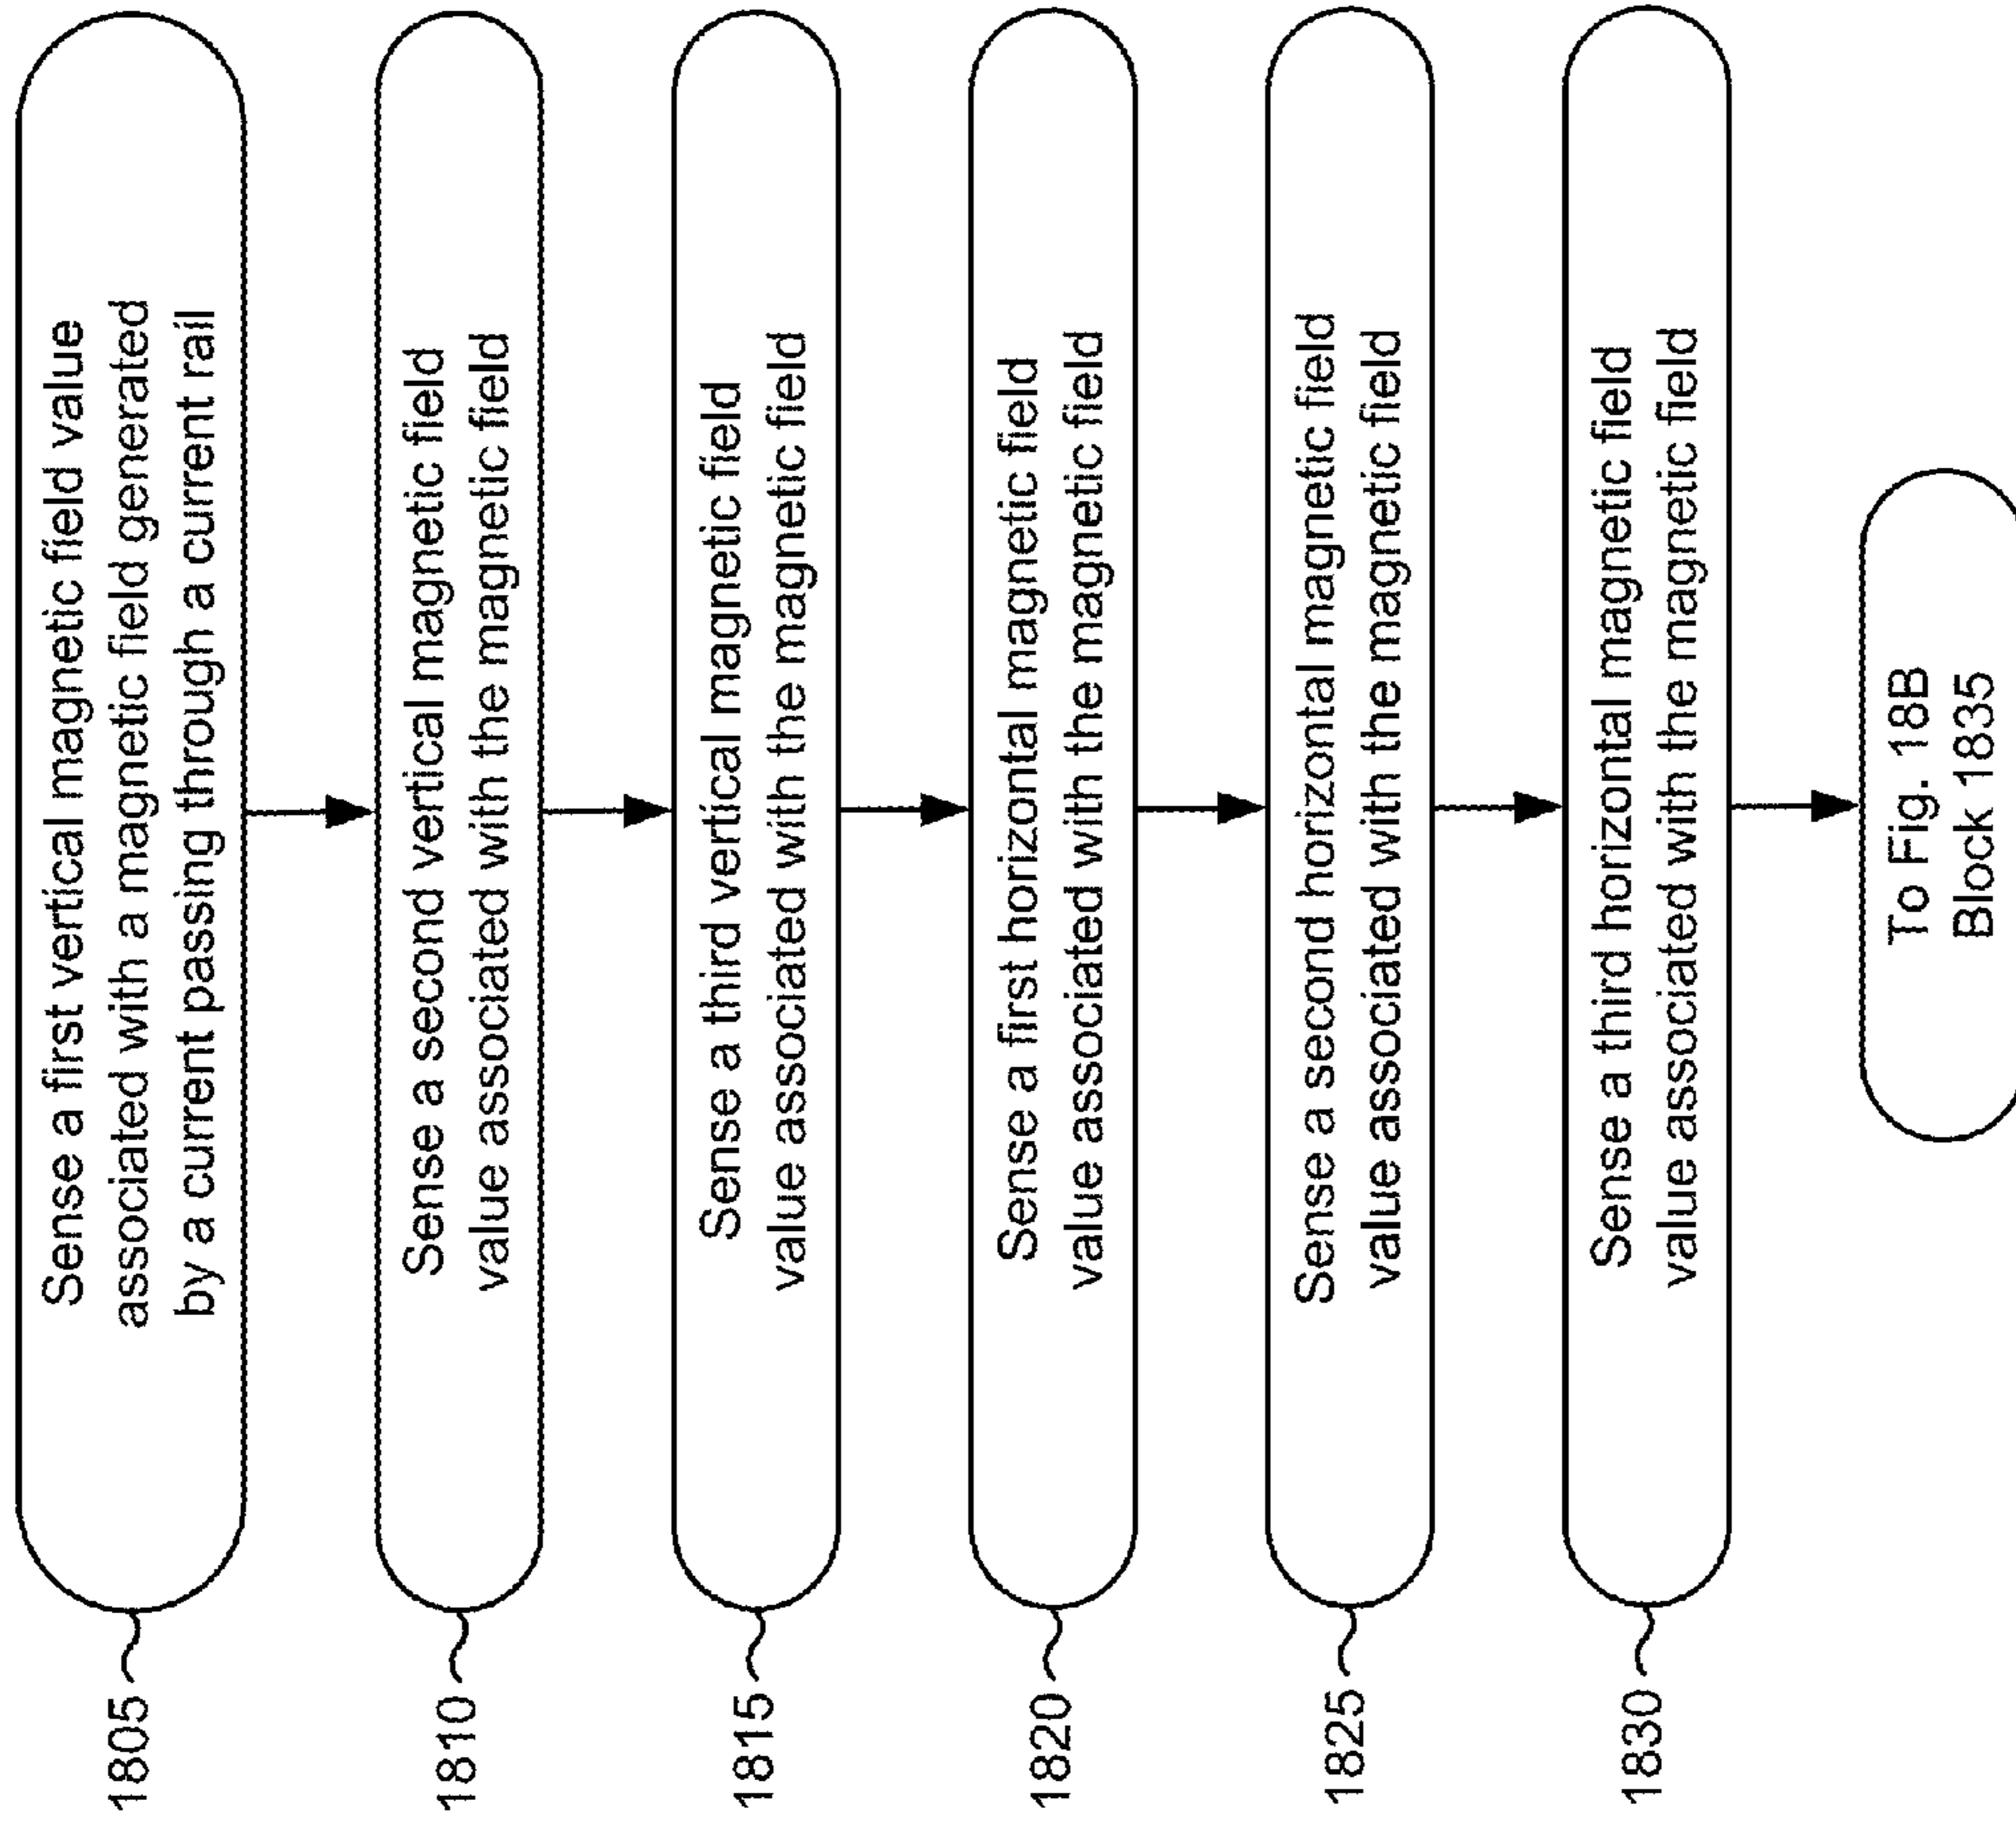 1805
Sense a first vertical magnetic field value
associated with a magnetic field generated
by a current passing through a current rail
1810
Sense a second vertical magnetic field
value associated with the magnetic field
1815
Sense a third vertical magnetic field
value associated with the magnetic field
1820
Sense a first horizontal magnetic field
value associated with the magnetic field
1825
Sense a second horizontal magnetic field
value associated with the magnetic field
1830
Sense a third horizontal magnetic field
value associated with the magnetic field
To Fig. 18B
Block 1835